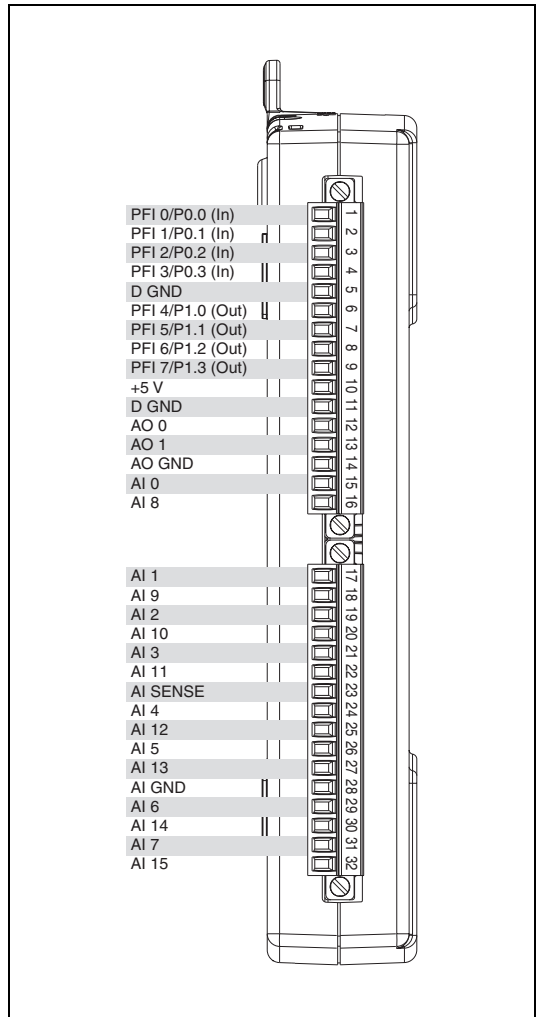 PFI 0/P0.0 (In) 1
PFI 1/P0.1 (In) 2
PFI 2/P0.2 (In) 3
PFI 3/P0.3 (In) 4
D GND 5
PFI 4/P1.0 (Out) 6
PFI 5/P1.1 (Out) 7
PFI 6/P1.2 (Out) 8
PFI 7/P1.3 (Out) 9
+5 V 10
D GND 11
AO 0 12
AO 1 13
AO GND 14
AI 0 15
AI 8 16
AI 1 17
AI 9 18
AI 2 19
AI 10 20
AI 3 21
AI 11 22
AI SENSE 23
AI 4 24
AI 12 25
AI 5 26
AI 13 27
AI GND 28
AI 6 29
AI 14 30
AI 7 31
AI 15 32